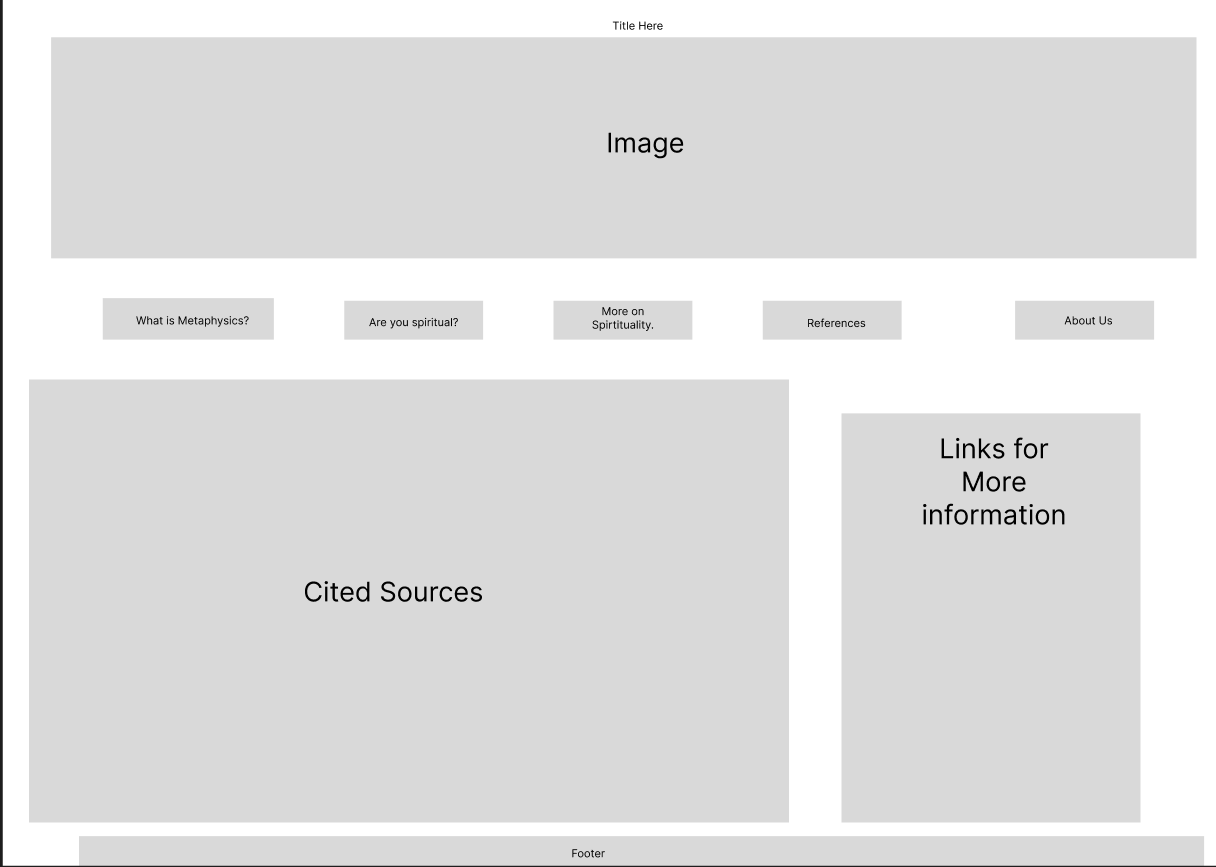 Title Here
Image
What is Metaphysics?
Are you spiritual?
More on
Spirtituality.
References
About Us
Cited Sources
Links for
More
information
Footer